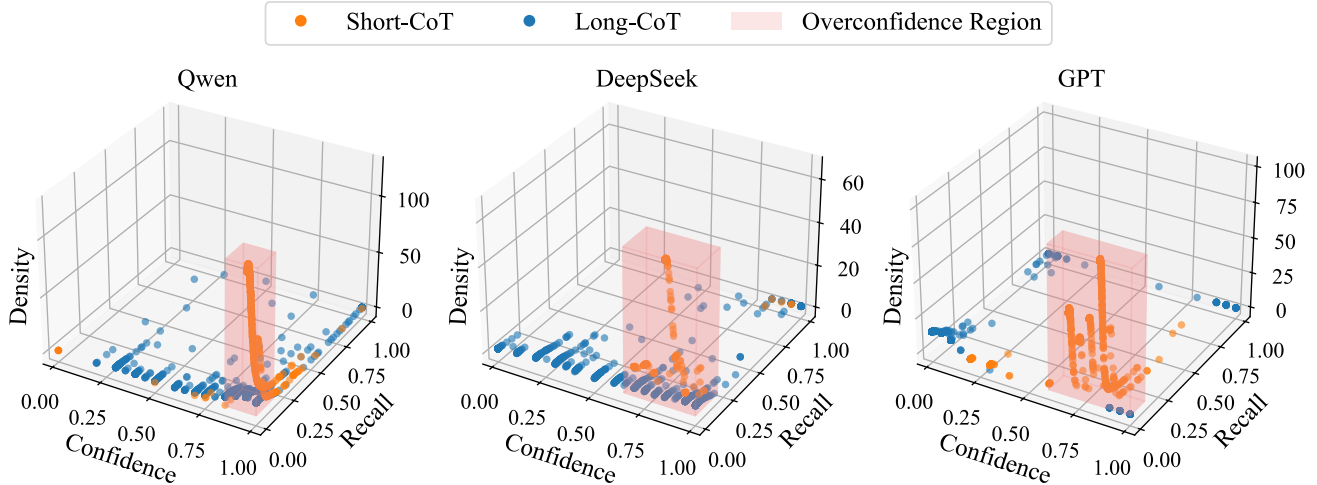 Short-CoT Long-CoT Overconfidence Region
Qwen
Density
100
50
0
0.00 0.25 0.50 0.75 1.00
Confidence
0.00 0.25 0.50 0.75 1.00
Recall
DeepSeek
Density
60
40
20
0
0.00 0.25 0.50 0.75 1.00
Confidence
0.00 0.25 0.50 0.75 1.00
Recall
GPT
Density
100
75
50
25
0
0.00 0.25 0.50 0.75 1.00
Confidence
0.00 0.25 0.50 0.75 1.00
Recall